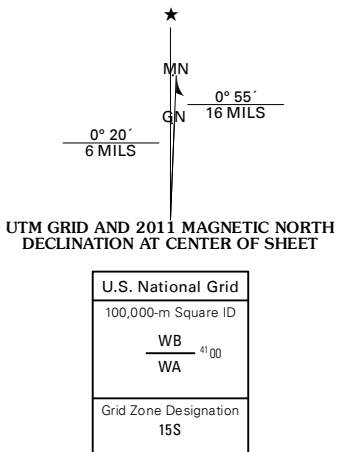 ★
MN
0° 55´
16 MILS
GN
0° 20´
6 MILS
UTM GRID AND 2011 MAGNETIC NORTH
DECLINATION AT CENTER OF SHEET
U.S. National Grid
100,000-m Square ID
WB
4100
WA
Grid Zone Designation
15S